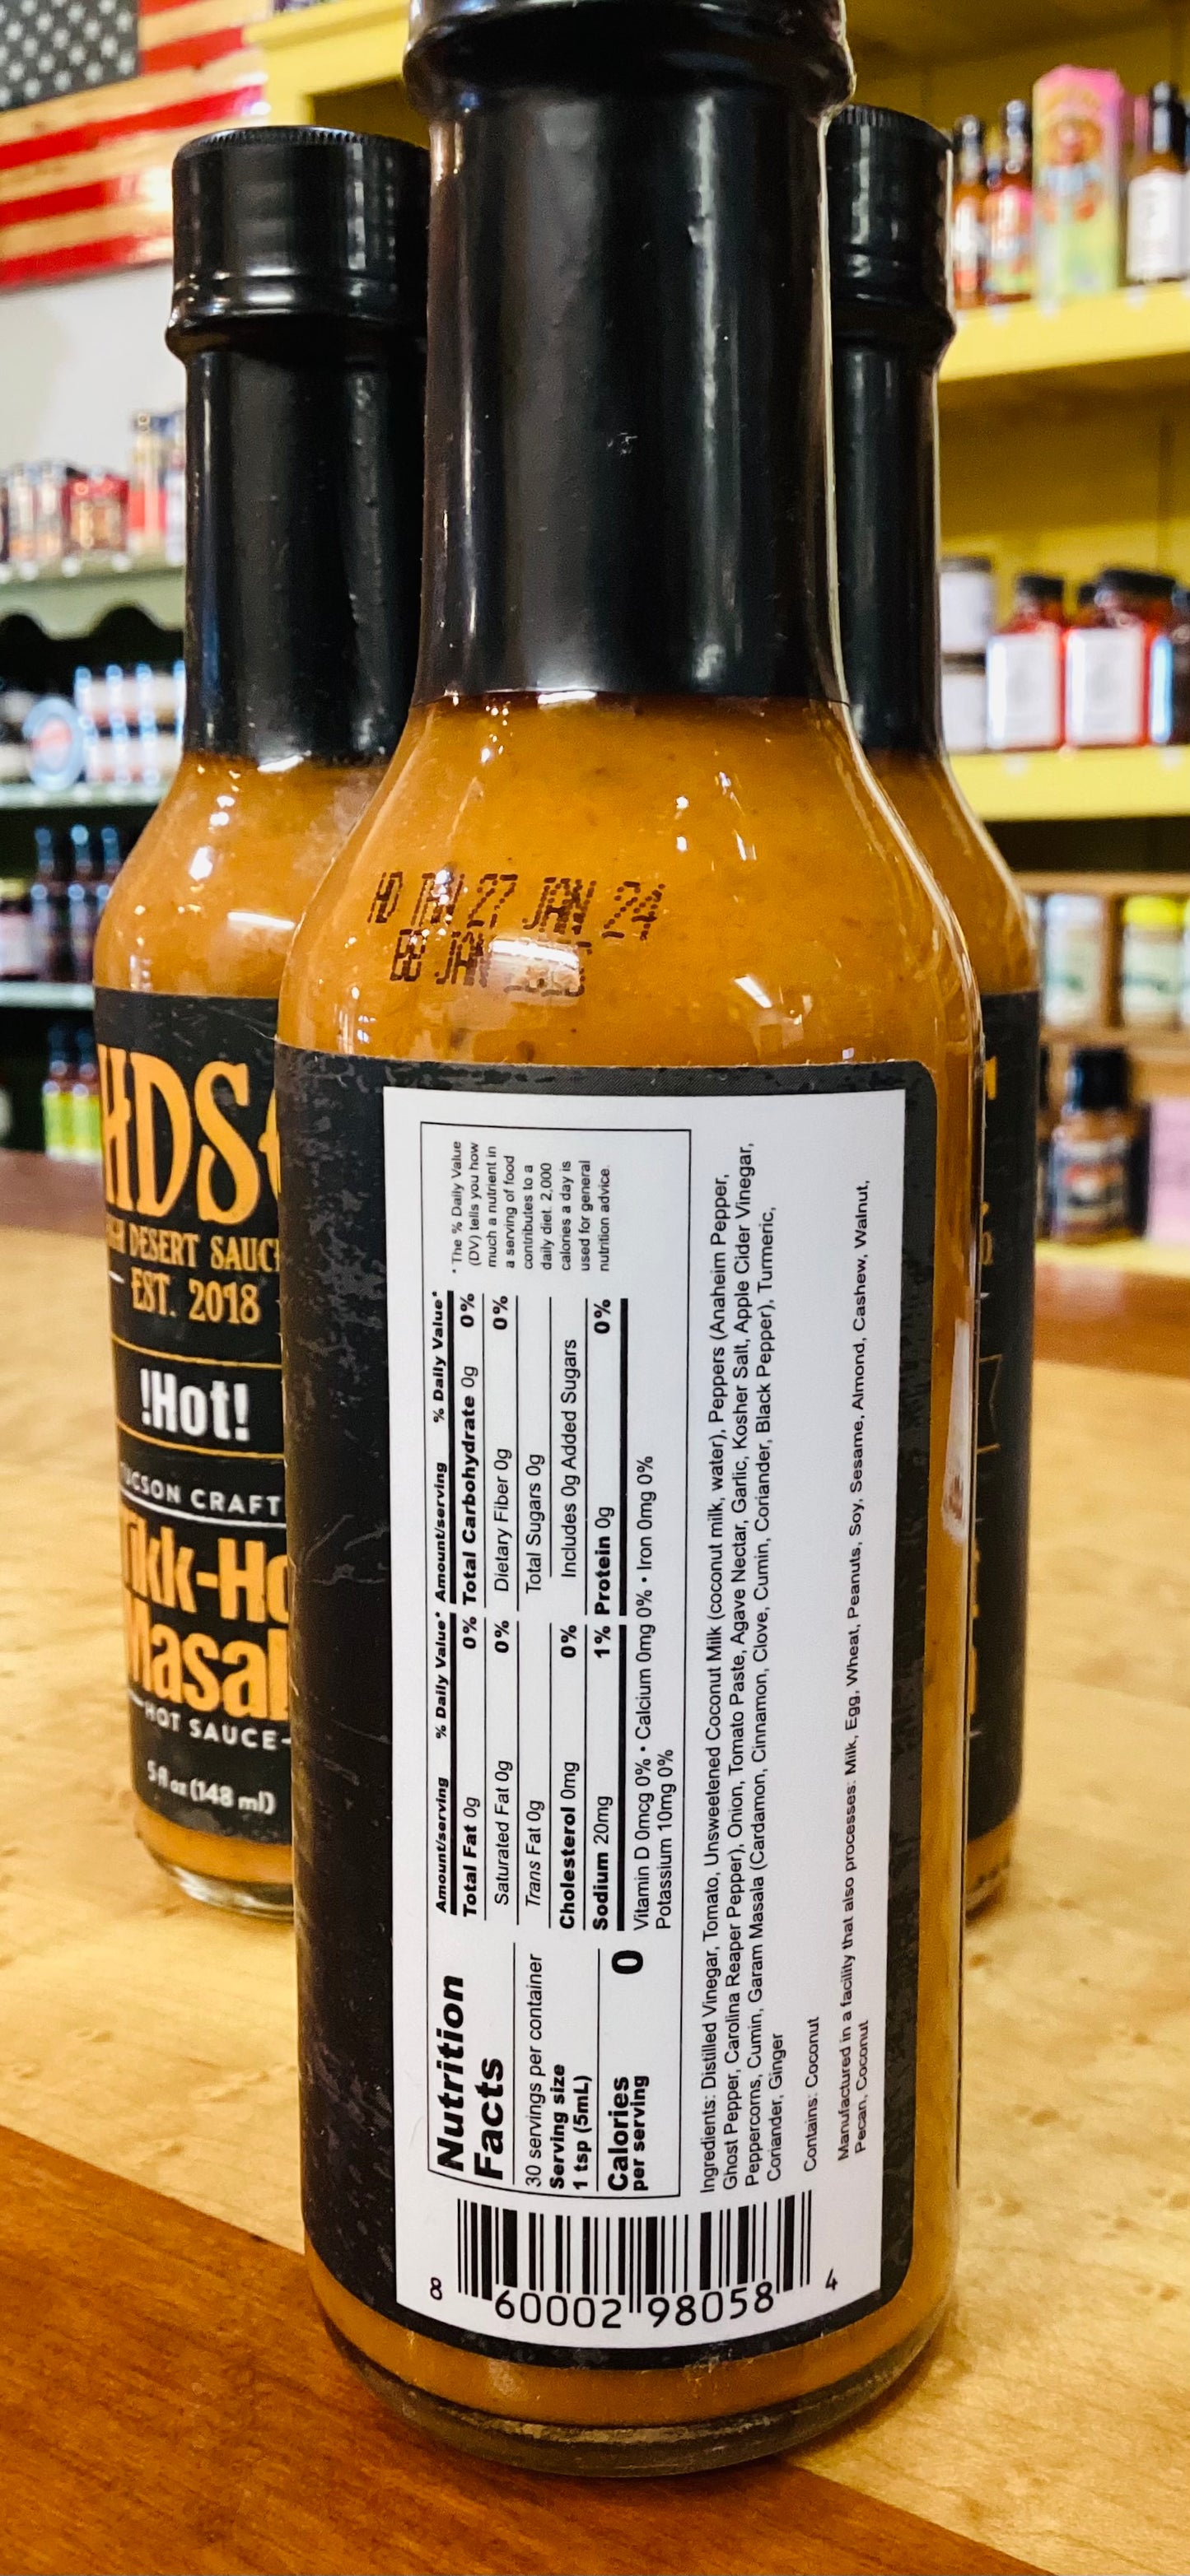 HDS
DESERT SAUC
EST. 2018
!Hot!
TUCSON CRAFT
Tikk-Ho
Masal
HOT SAUCE
5 fl oz (148 ml)
27 JAN
JAN
Nutrition
Facts
30 servings per container
Serving size
1 tsp (5mL)
Calories
per serving
0
Amount/serving % Daily Value*
Total Fat 0g 0%
Saturated Fat 0g 0%
Trans Fat 0g
Cholesterol 0mg 0%
Sodium 20mg 1%
Amount/serving % Daily Value*
Total Carbohydrate 0g 0%
Dietary Fiber 0g 0%
Total Sugars 0g
Includes 0g Added Sugars
Protein 0g 0%
Vitamin D 0mcg 0% • Calcium 0mg 0% • Iron 0mg 0%
Potassium 10mg 0%
* The % Daily Value
(DV) tells you how
much a nutrient in
a serving of food
contributes to a
daily diet. 2,000
calories a day is
used for general
nutrition advice.
Ingredients: Distilled Vinegar, Tomato, Unsweetened Coconut Milk (coconut milk, water), Peppers (Anaheim Pepper,
Ghost Pepper, Carolina Reaper Pepper), Onion, Tomato Paste, Agave Nectar, Garlic, Kosher Salt, Apple Cider Vinegar,
Peppercorns, Cumin, Garam Masala (Cardamon, Cinnamon, Clove, Cumin, Coriander, Black Pepper), Turmeric,
Coriander, Ginger
Contains: Coconut
Manufactured in a facility that also processes: Milk, Egg, Wheat, Peanuts, Soy, Sesame, Almond, Cashew, Walnut,
Pecan, Coconut
8 60002 98058 4